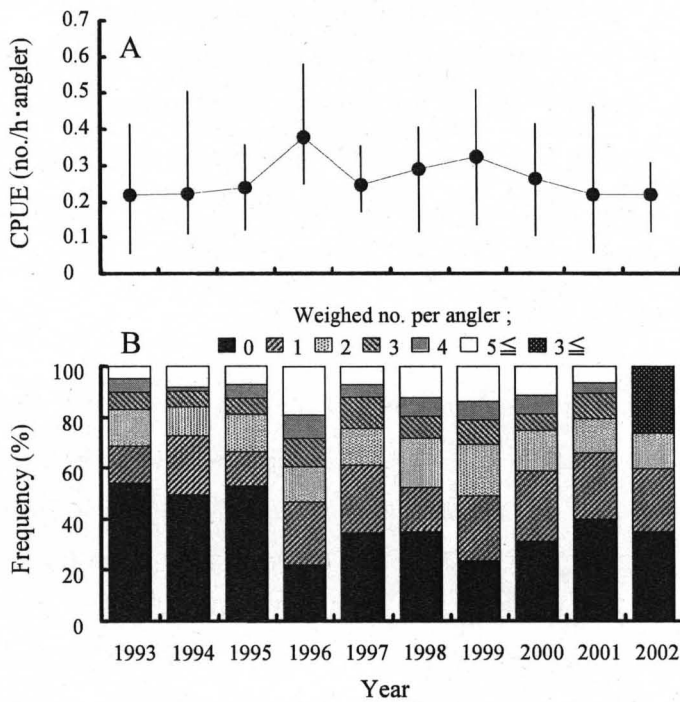 A
CPUE (no./h·angler)
0.7
0.6
0.5
0.4
0.3
0.2
0.1
0
Weighed no. per angler ;
B
0 1 2 3 4 5≦ 3≦
Frequency (%)
100
80
60
40
20
0
1993 1994 1995 1996 1997 1998 1999 2000 2001 2002
Year